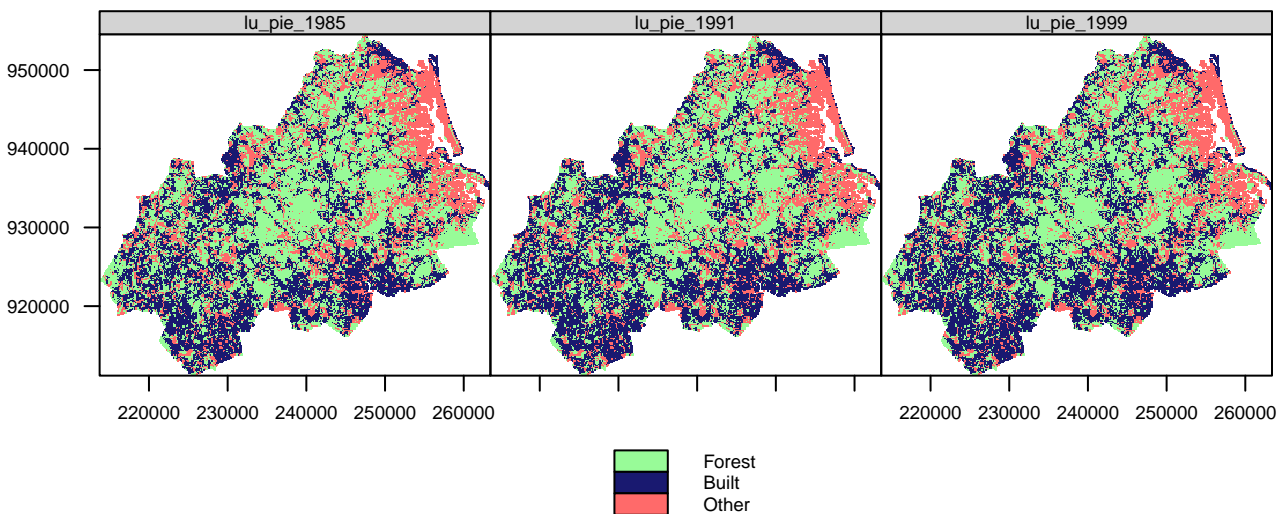 lu_pie_1985 lu_pie_1991 lu_pie_1999
950000
940000
930000
920000
220000 230000 240000 250000 260000 220000 230000 240000 250000 260000
Forest
Built
Other